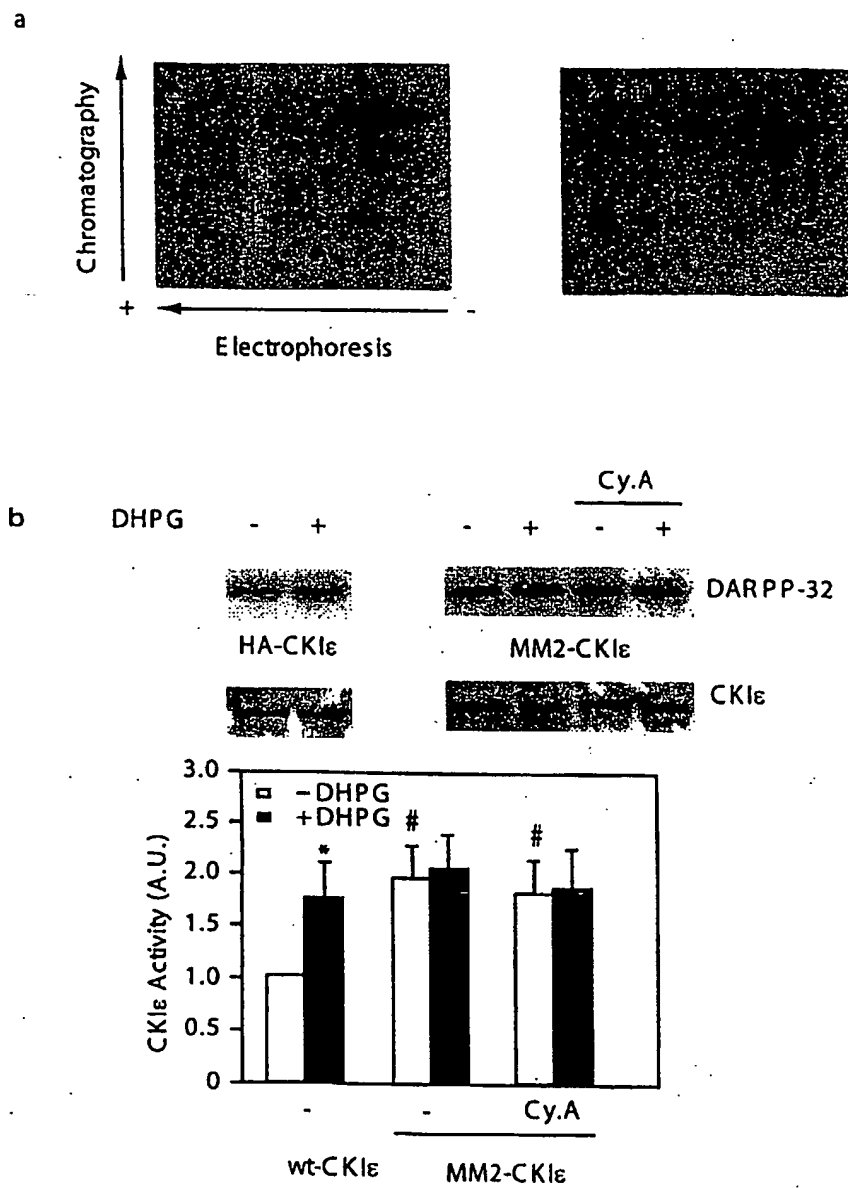 a
Chromatography
+ -
Electrophoresis
Cy.A
b DHPG - + - + - +
DARPP-32
HA-CKIε MM2-CKIε
CKIε
3.0
2.5
2.0
1.5
1.0
0.5
0
CKIε Activity (A.U.)
-DHPG
+DHPG
* # #
- - Cy.A
wt-CKIε MM2-CKIε